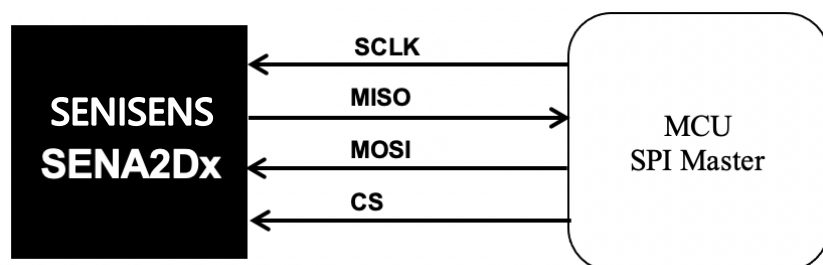 SENISENS
SENA2Dx
SCLK
MISO
MOSI
CS
MCU
SPI Master